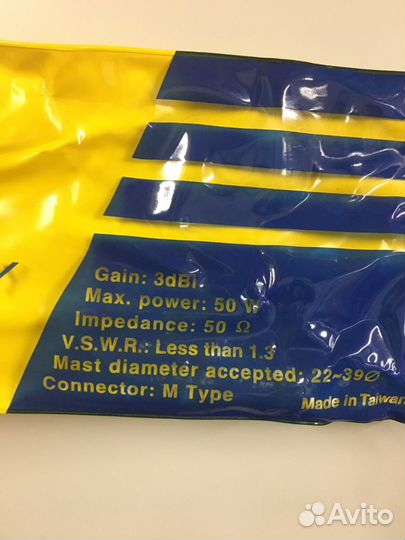 Gain: 3dBi
Max. power: 50 W
Impedance: 50 Ω
V.S.W.R.: Less than 1.3
Mast diameter accepted: 22~39∅
Connector: M Type
Made in Taiwan
Avito